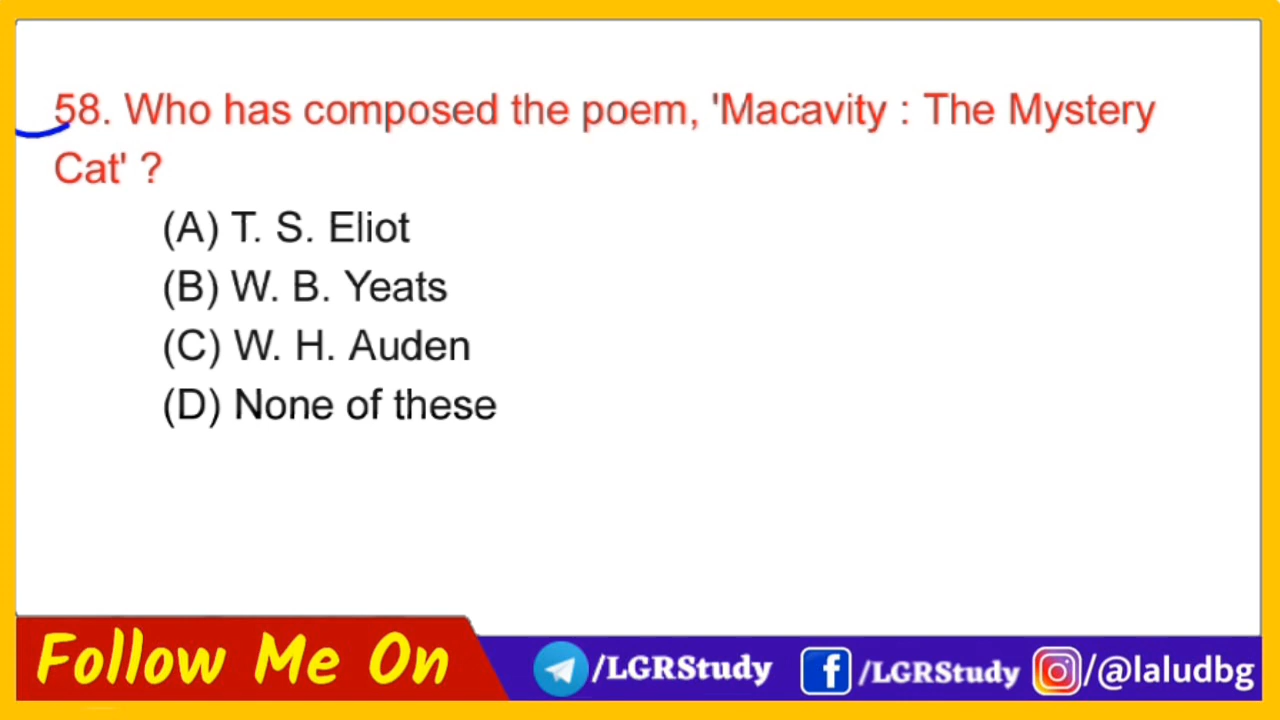 58. Who has composed the poem, 'Macavity : The Mystery
Cat' ?
(A) T. S. Eliot
(B) W. B. Yeats
(C) W. H. Auden
(D) None of these
Follow Me On /LGRStudy /LGRStudy /@laludbg